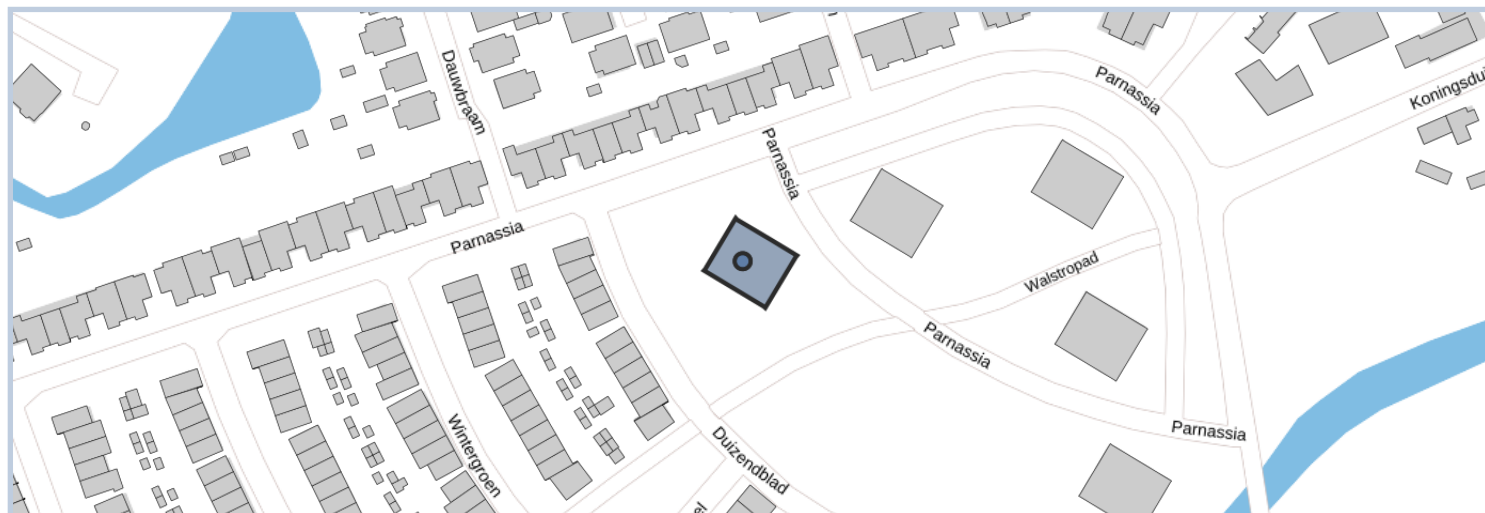 Dauwbraam
Parnassia
Koningsdui
Parnassia
Parnassia
Walstropad
Parnassia
Parnassia
Wintergroen
Duizendblad